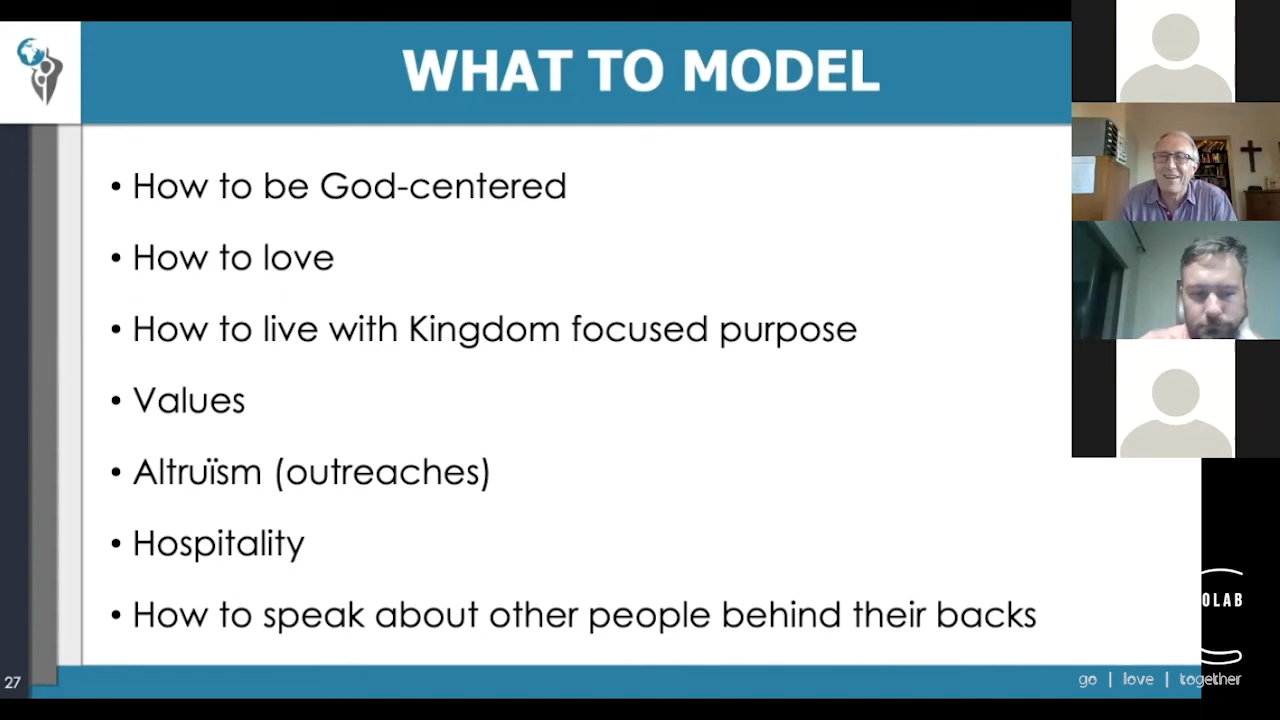 WHAT TO MODEL
• How to be God-centered
• How to love
• How to live with Kingdom focused purpose
• Values
• Altruïsm (outreaches)
• Hospitality
• How to speak about other people behind their backs
OLAB
27
go | love | together